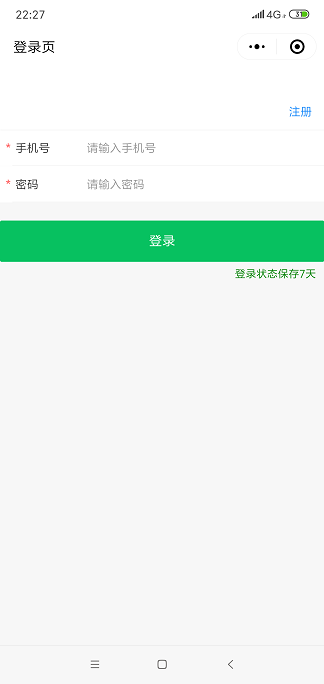 22:27 4G 31
登录页
注册
* 手机号 请输入手机号
* 密码 请输入密码
登录
登录状态保存7天